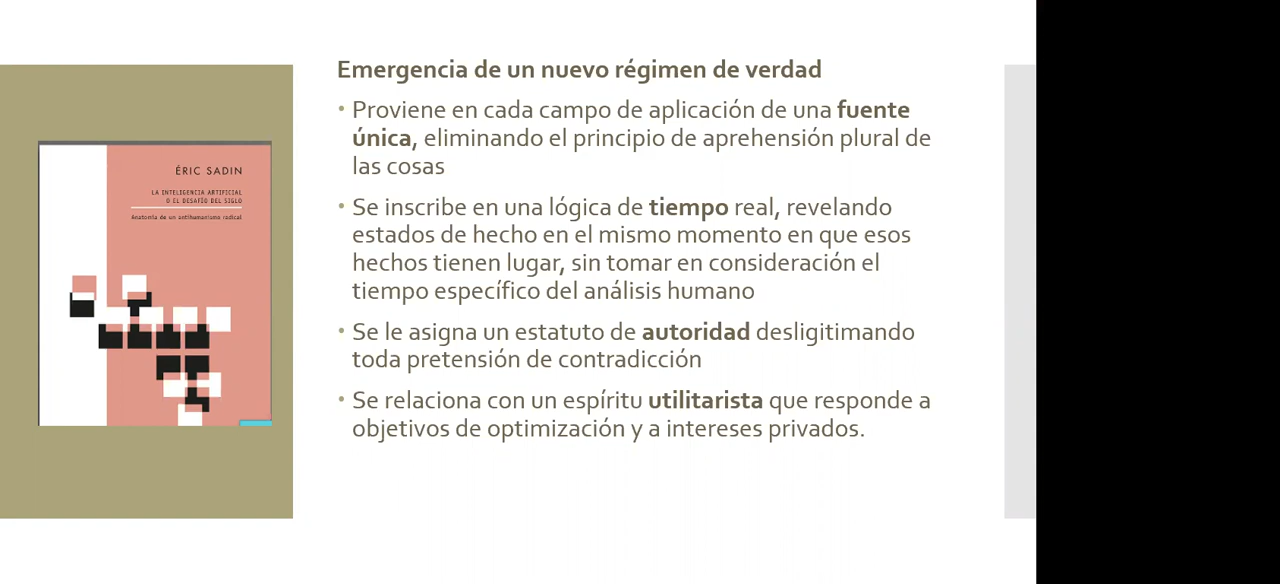 Emergencia de un nuevo régimen de verdad
• Proviene en cada campo de aplicación de una fuente
única, eliminando el principio de aprehensión plural de
las cosas
• Se inscribe en una lógica de tiempo real, revelando
estados de hecho en el mismo momento en que esos
hechos tienen lugar, sin tomar en consideración el
tiempo específico del análisis humano
• Se le asigna un estatuto de autoridad desligitimando
toda pretensión de contradicción
• Se relaciona con un espíritu utilitarista que responde a
objetivos de optimización y a intereses privados.
ÉRIC SADIN
LA INTELIGENCIA ARTIFICIAL
O EL DESAFÍO DEL SIGLO
Anatomía de un antihumanismo radical